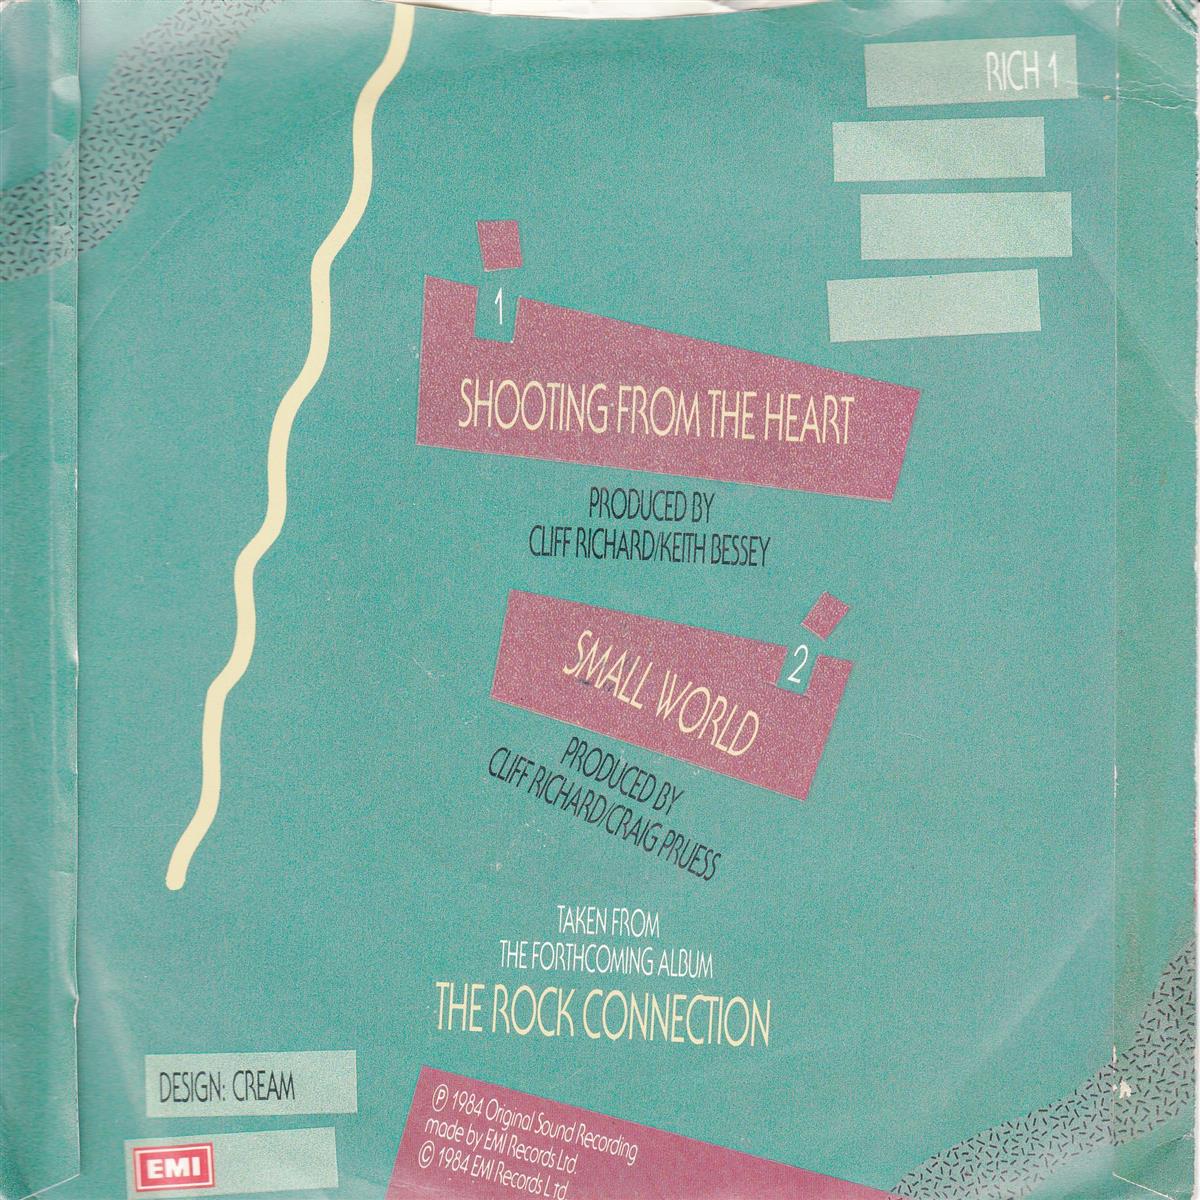 RICH 1
1
SHOOTING FROM THE HEART
PRODUCED BY
CLIFF RICHARD/KEITH BESSEY
2
SMALL WORLD
PRODUCED BY
CLIFF RICHARD/CRAIG PRUESS
TAKEN FROM
THE FORTHCOMING ALBUM
THE ROCK CONNECTION
DESIGN: CREAM
EMI
℗ 1984 Original Sound Recording
made by EMI Records Ltd.
© 1984 EMI Records Ltd.